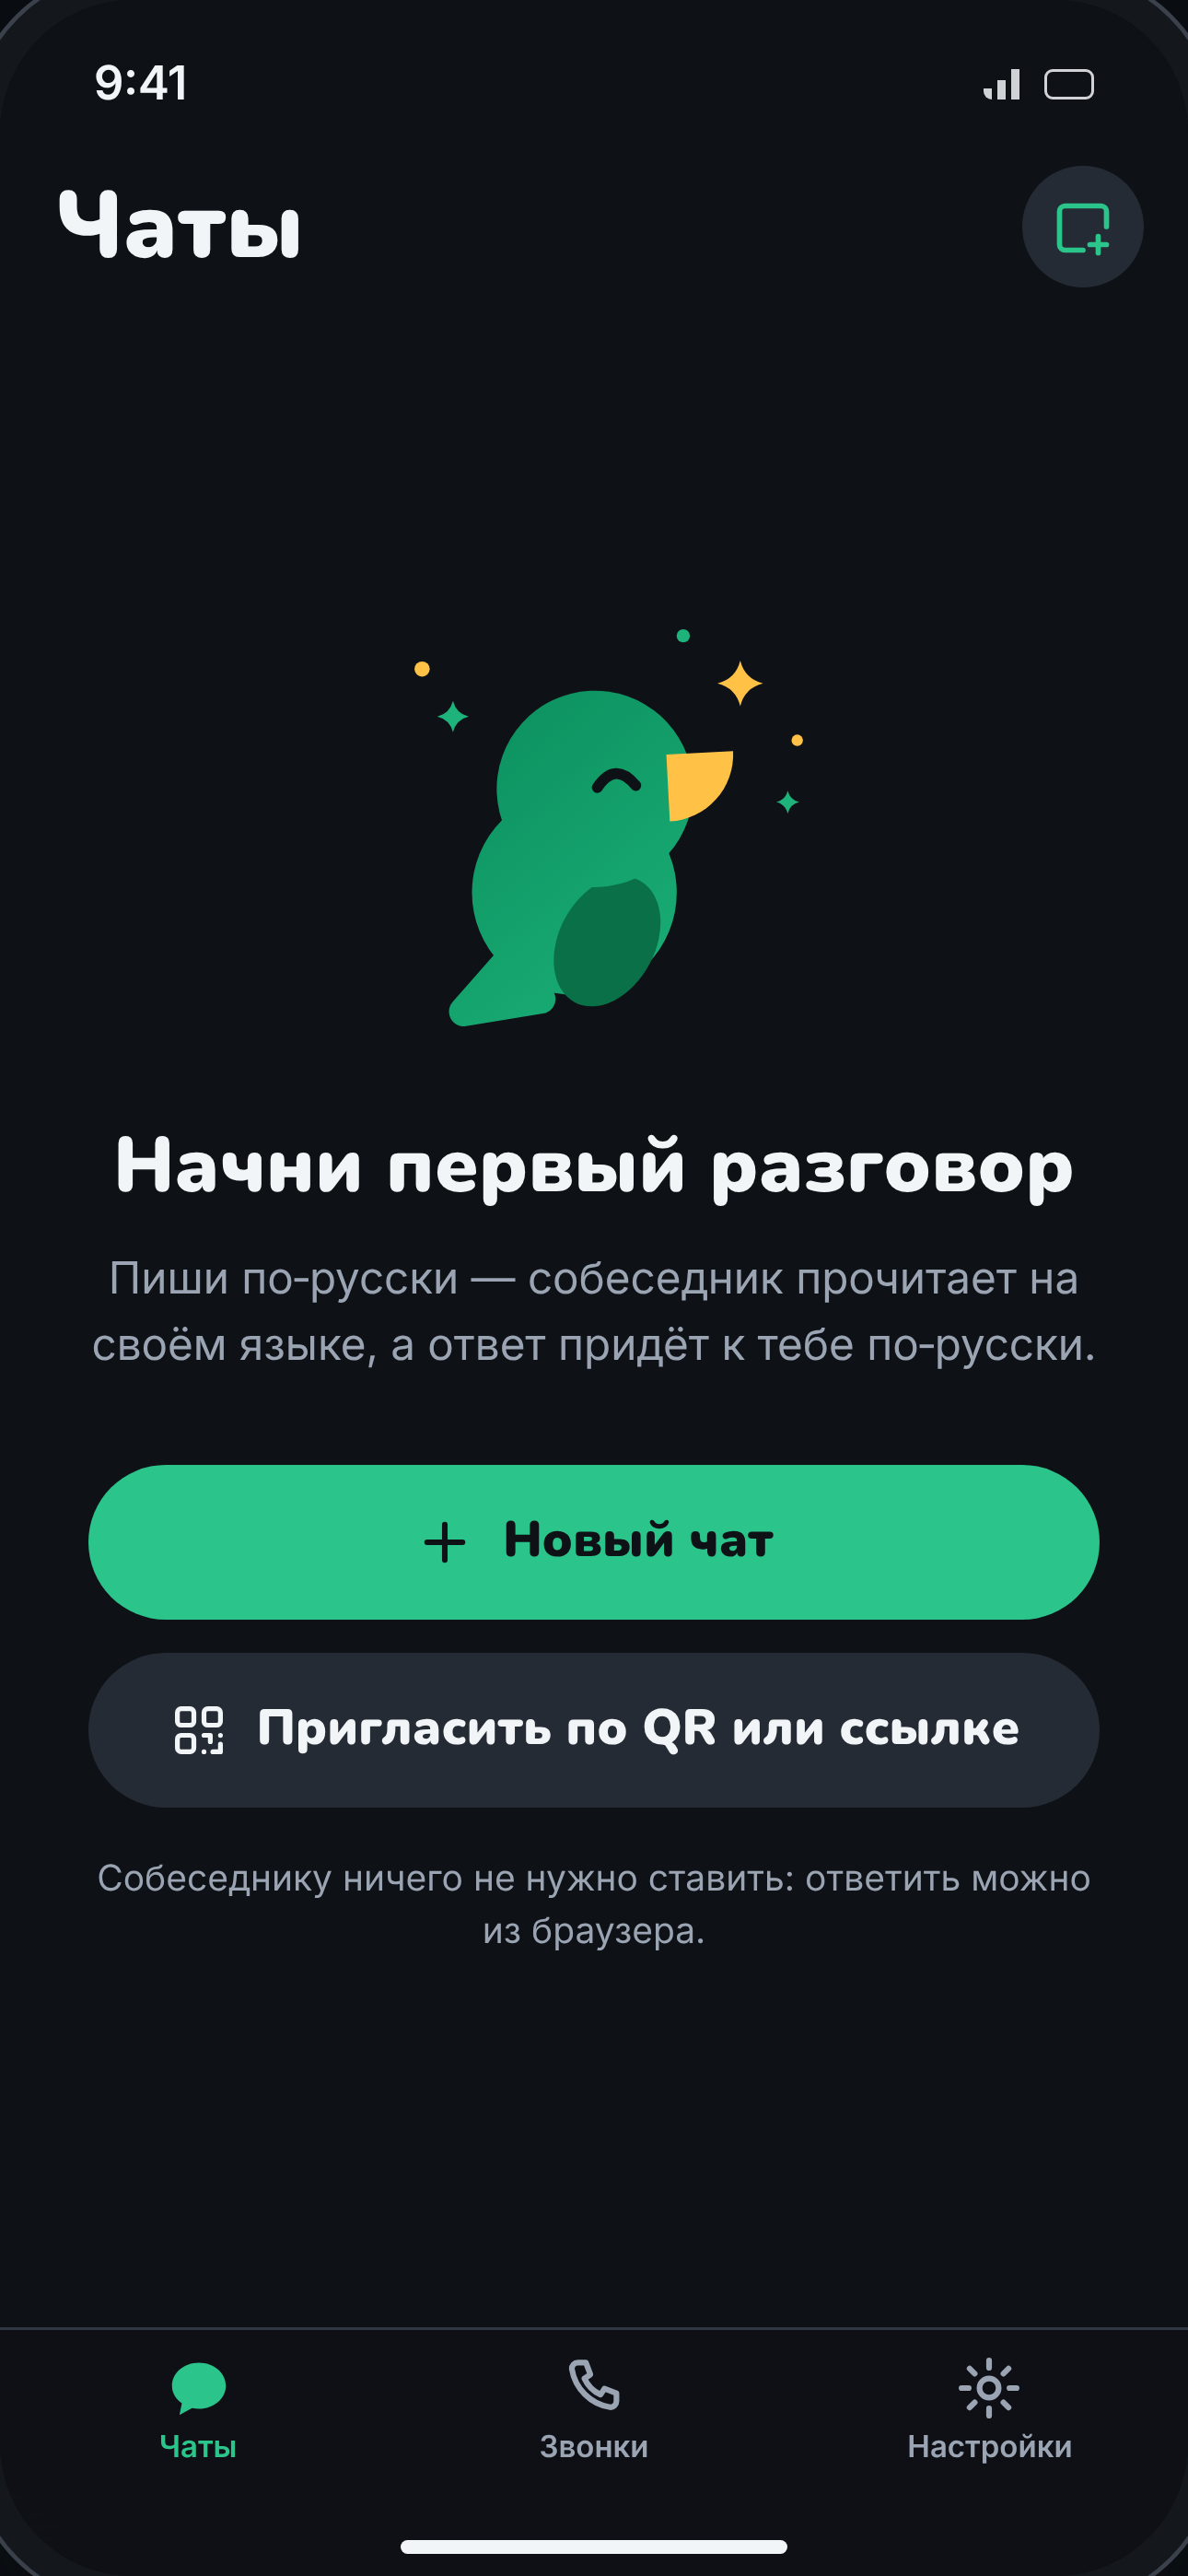 9:41
Чаты
Начни первый разговор
Пиши по-русски — собеседник прочитает на
своём языке, а ответ придёт к тебе по-русски.
Новый чат
Пригласить по QR или ссылке
Собеседнику ничего не нужно ставить: ответить можно
из браузера.
Чаты
Звонки
Настройки